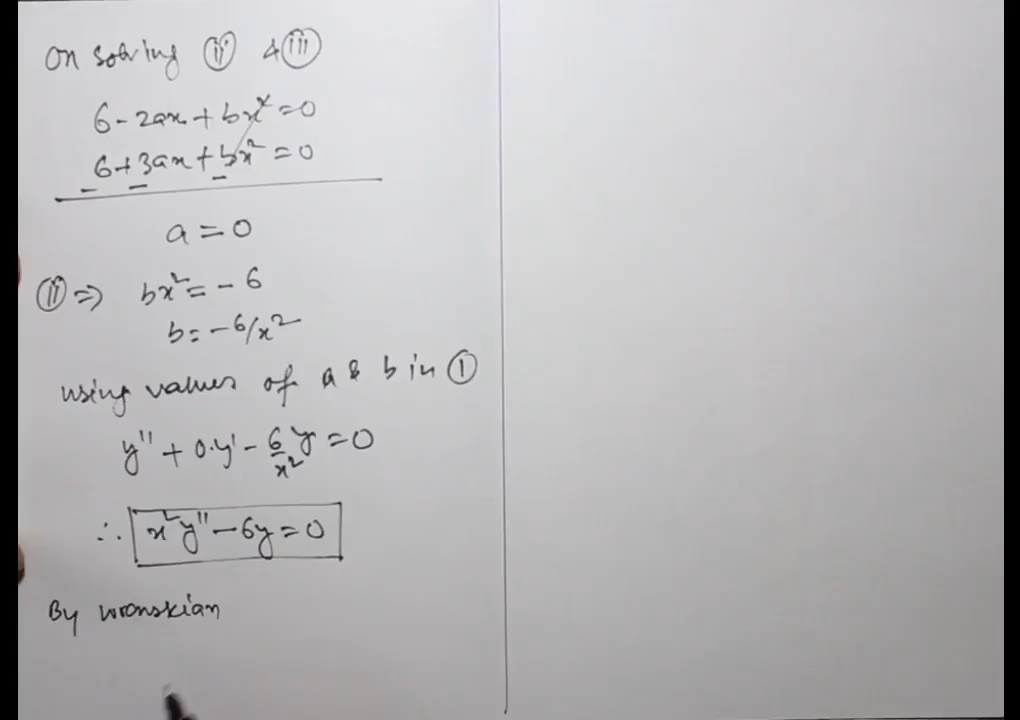 On solving (ii) & (iii)
6 - 2ax + bx² = 0
6 + 3ax + bx² = 0
- - -
a = 0
(ii) ⇒ bx² = - 6
b = - 6/x²
using values of a & b in (1)
y'' + 0.y' - 6/x² y = 0
∴ x²y'' - 6y = 0
By wronskian